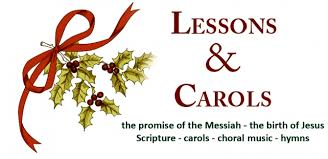 LESSONS
&
CAROLS
the promise of the Messiah - the birth of Jesus
Scripture - carols - choral music - hymns